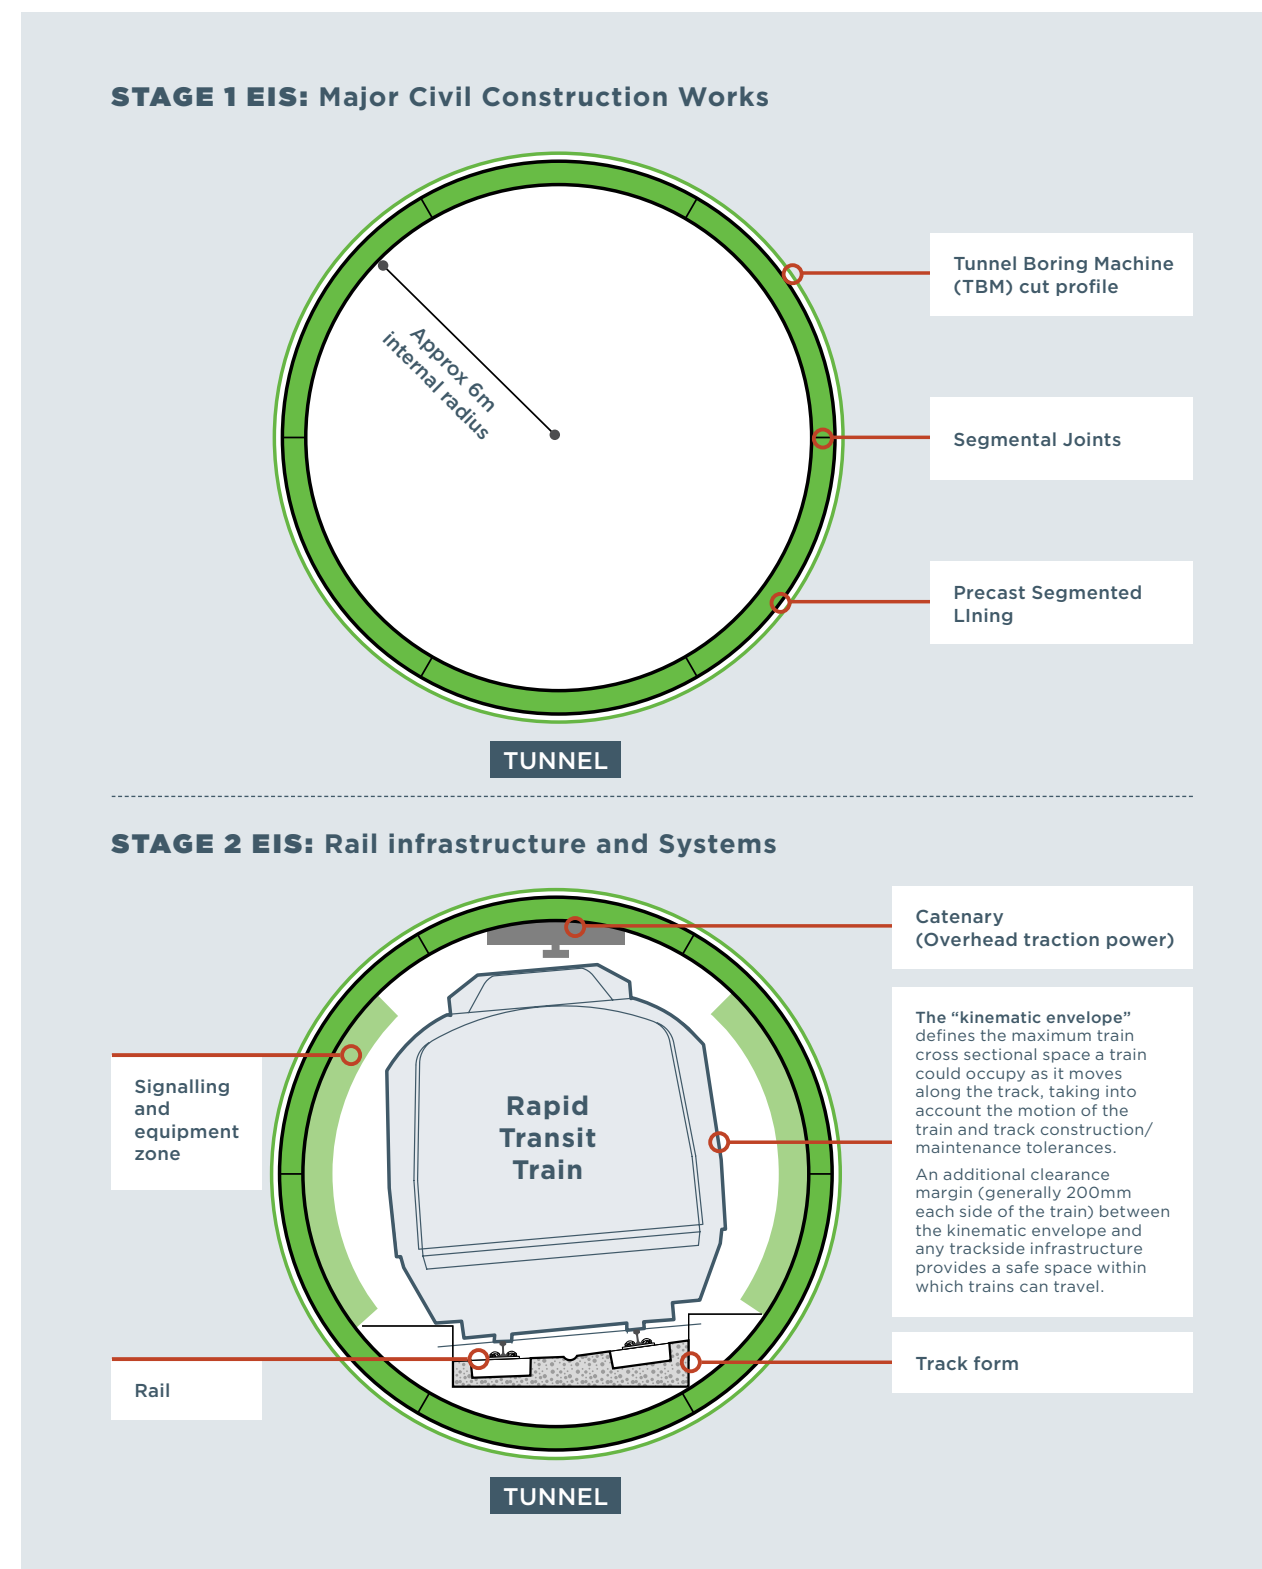 STAGE 1 EIS: Major Civil Construction Works
Approx 6m
internal radius
Tunnel Boring Machine
(TBM) cut profile
Segmental Joints
Precast Segmented
LIning
TUNNEL
STAGE 2 EIS: Rail infrastructure and Systems
Catenary
(Overhead traction power)
The “kinematic envelope”
defines the maximum train
cross sectional space a train
could occupy as it moves
along the track, taking into
account the motion of the
train and track construction/
maintenance tolerances.
An additional clearance
margin (generally 200mm
each side of the train) between
the kinematic envelope and
any trackside infrastructure
provides a safe space within
which trains can travel.
Signalling
and
equipment
zone
Rapid
Transit
Train
Track form
Rail
TUNNEL